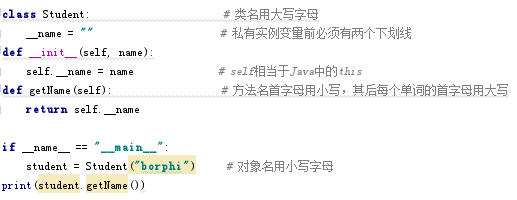 class Student: # 类名用大写字母
__name = "" # 私有实例变量前必须有两个下划线
def __init__(self, name):
self.__name = name # self相当于Java中的this
def getName(self): # 方法名首字母用小写，其后每个单词的首字母用大写
return self.__name
if __name__ == "__main__":
student = Student("borphi") # 对象名用小写字母
print(student.getName())